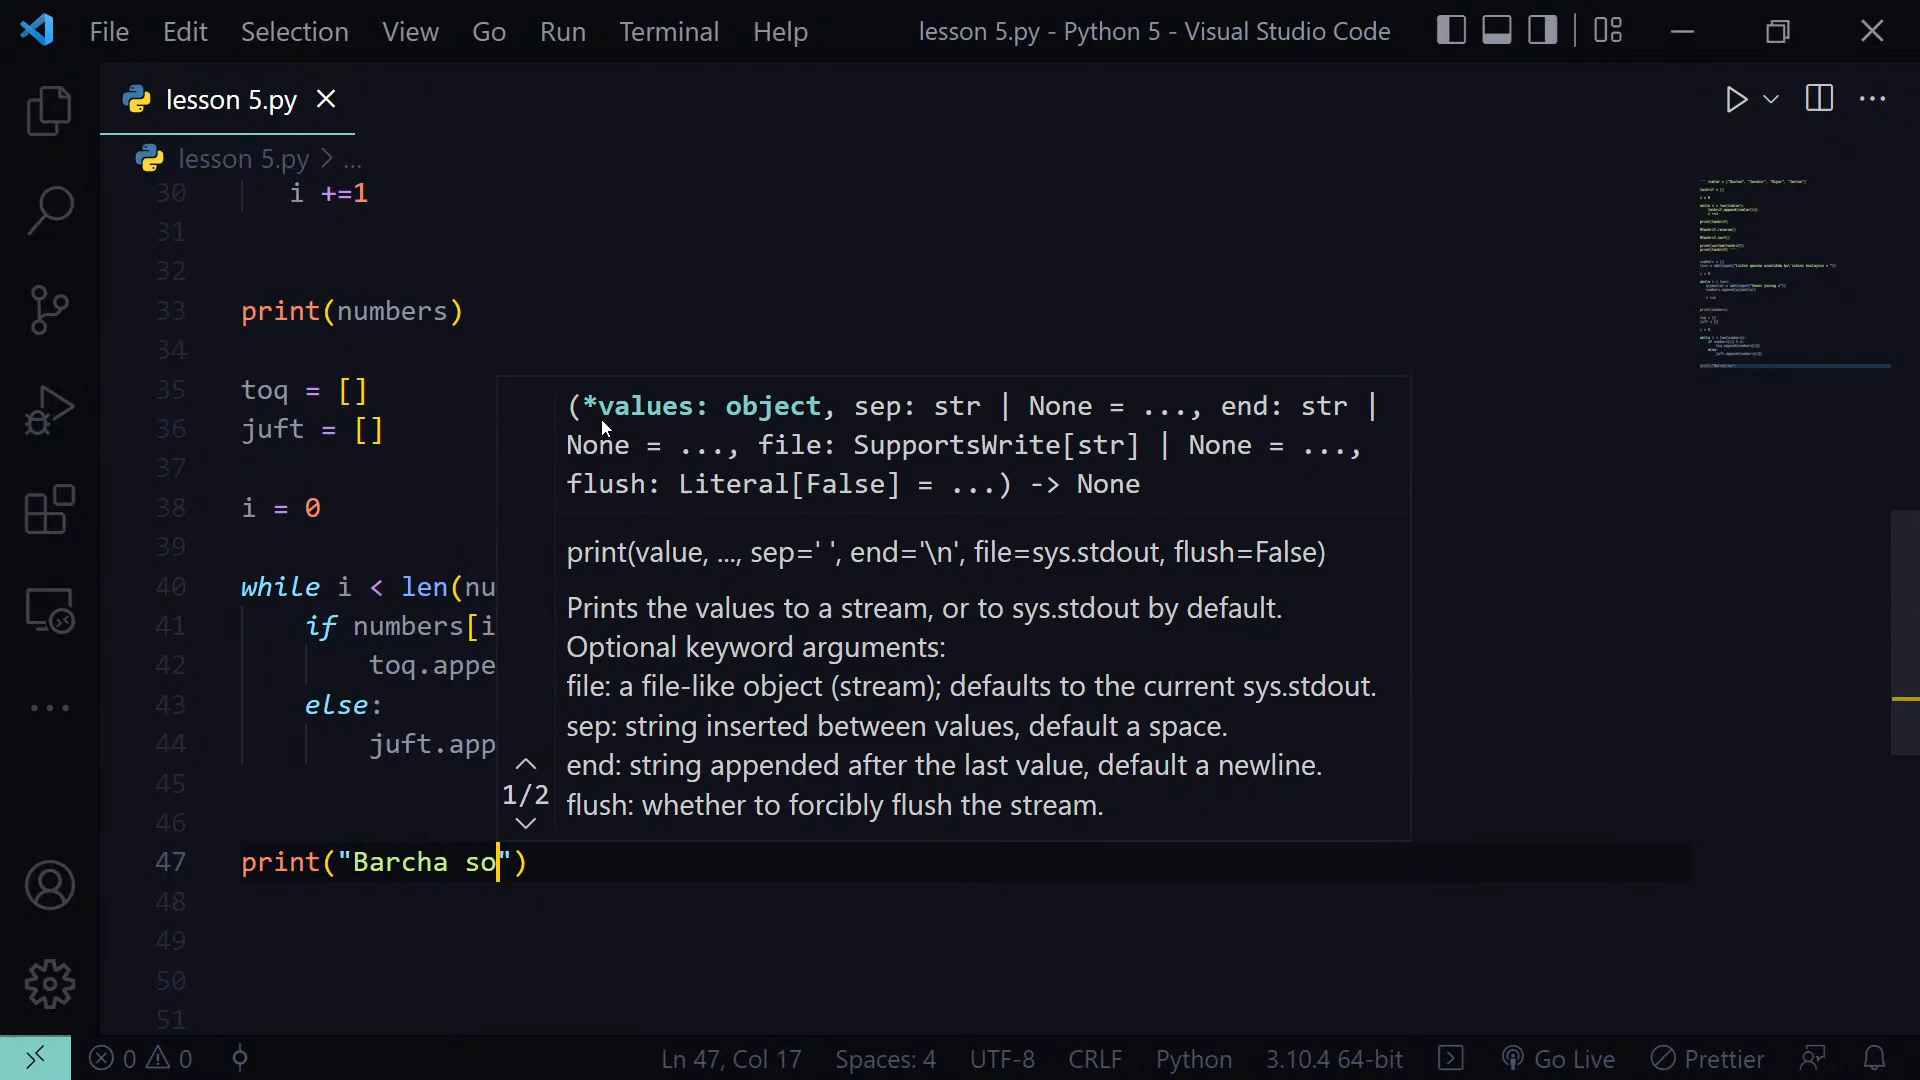 File Edit Selection View Go Run Terminal Help lesson 5.py - Python 5 - Visual Studio Code
lesson 5.py
lesson 5.py > ...
30 i +=1
31
32
33 print(numbers)
34
35 toq = []
36 juft = []
37
38 i = 0
39
40 while i < len(nu
41 if numbers[i
42 toq.appe
43 else:
44 juft.app
45
46
47 print("Barcha so")
48
49
50
51
(*values: object, sep: str | None = ..., end: str |
None = ..., file: SupportsWrite[str] | None = ...,
flush: Literal[False] = ...) -> None
print(value, ..., sep=' ', end='\n', file=sys.stdout, flush=False)
Prints the values to a stream, or to sys.stdout by default.
Optional keyword arguments:
file: a file-like object (stream); defaults to the current sys.stdout.
sep: string inserted between values, default a space.
end: string appended after the last value, default a newline.
flush: whether to forcibly flush the stream.
1/2
0 0 Ln 47, Col 17 Spaces: 4 UTF-8 CRLF Python 3.10.4 64-bit Go Live Prettier